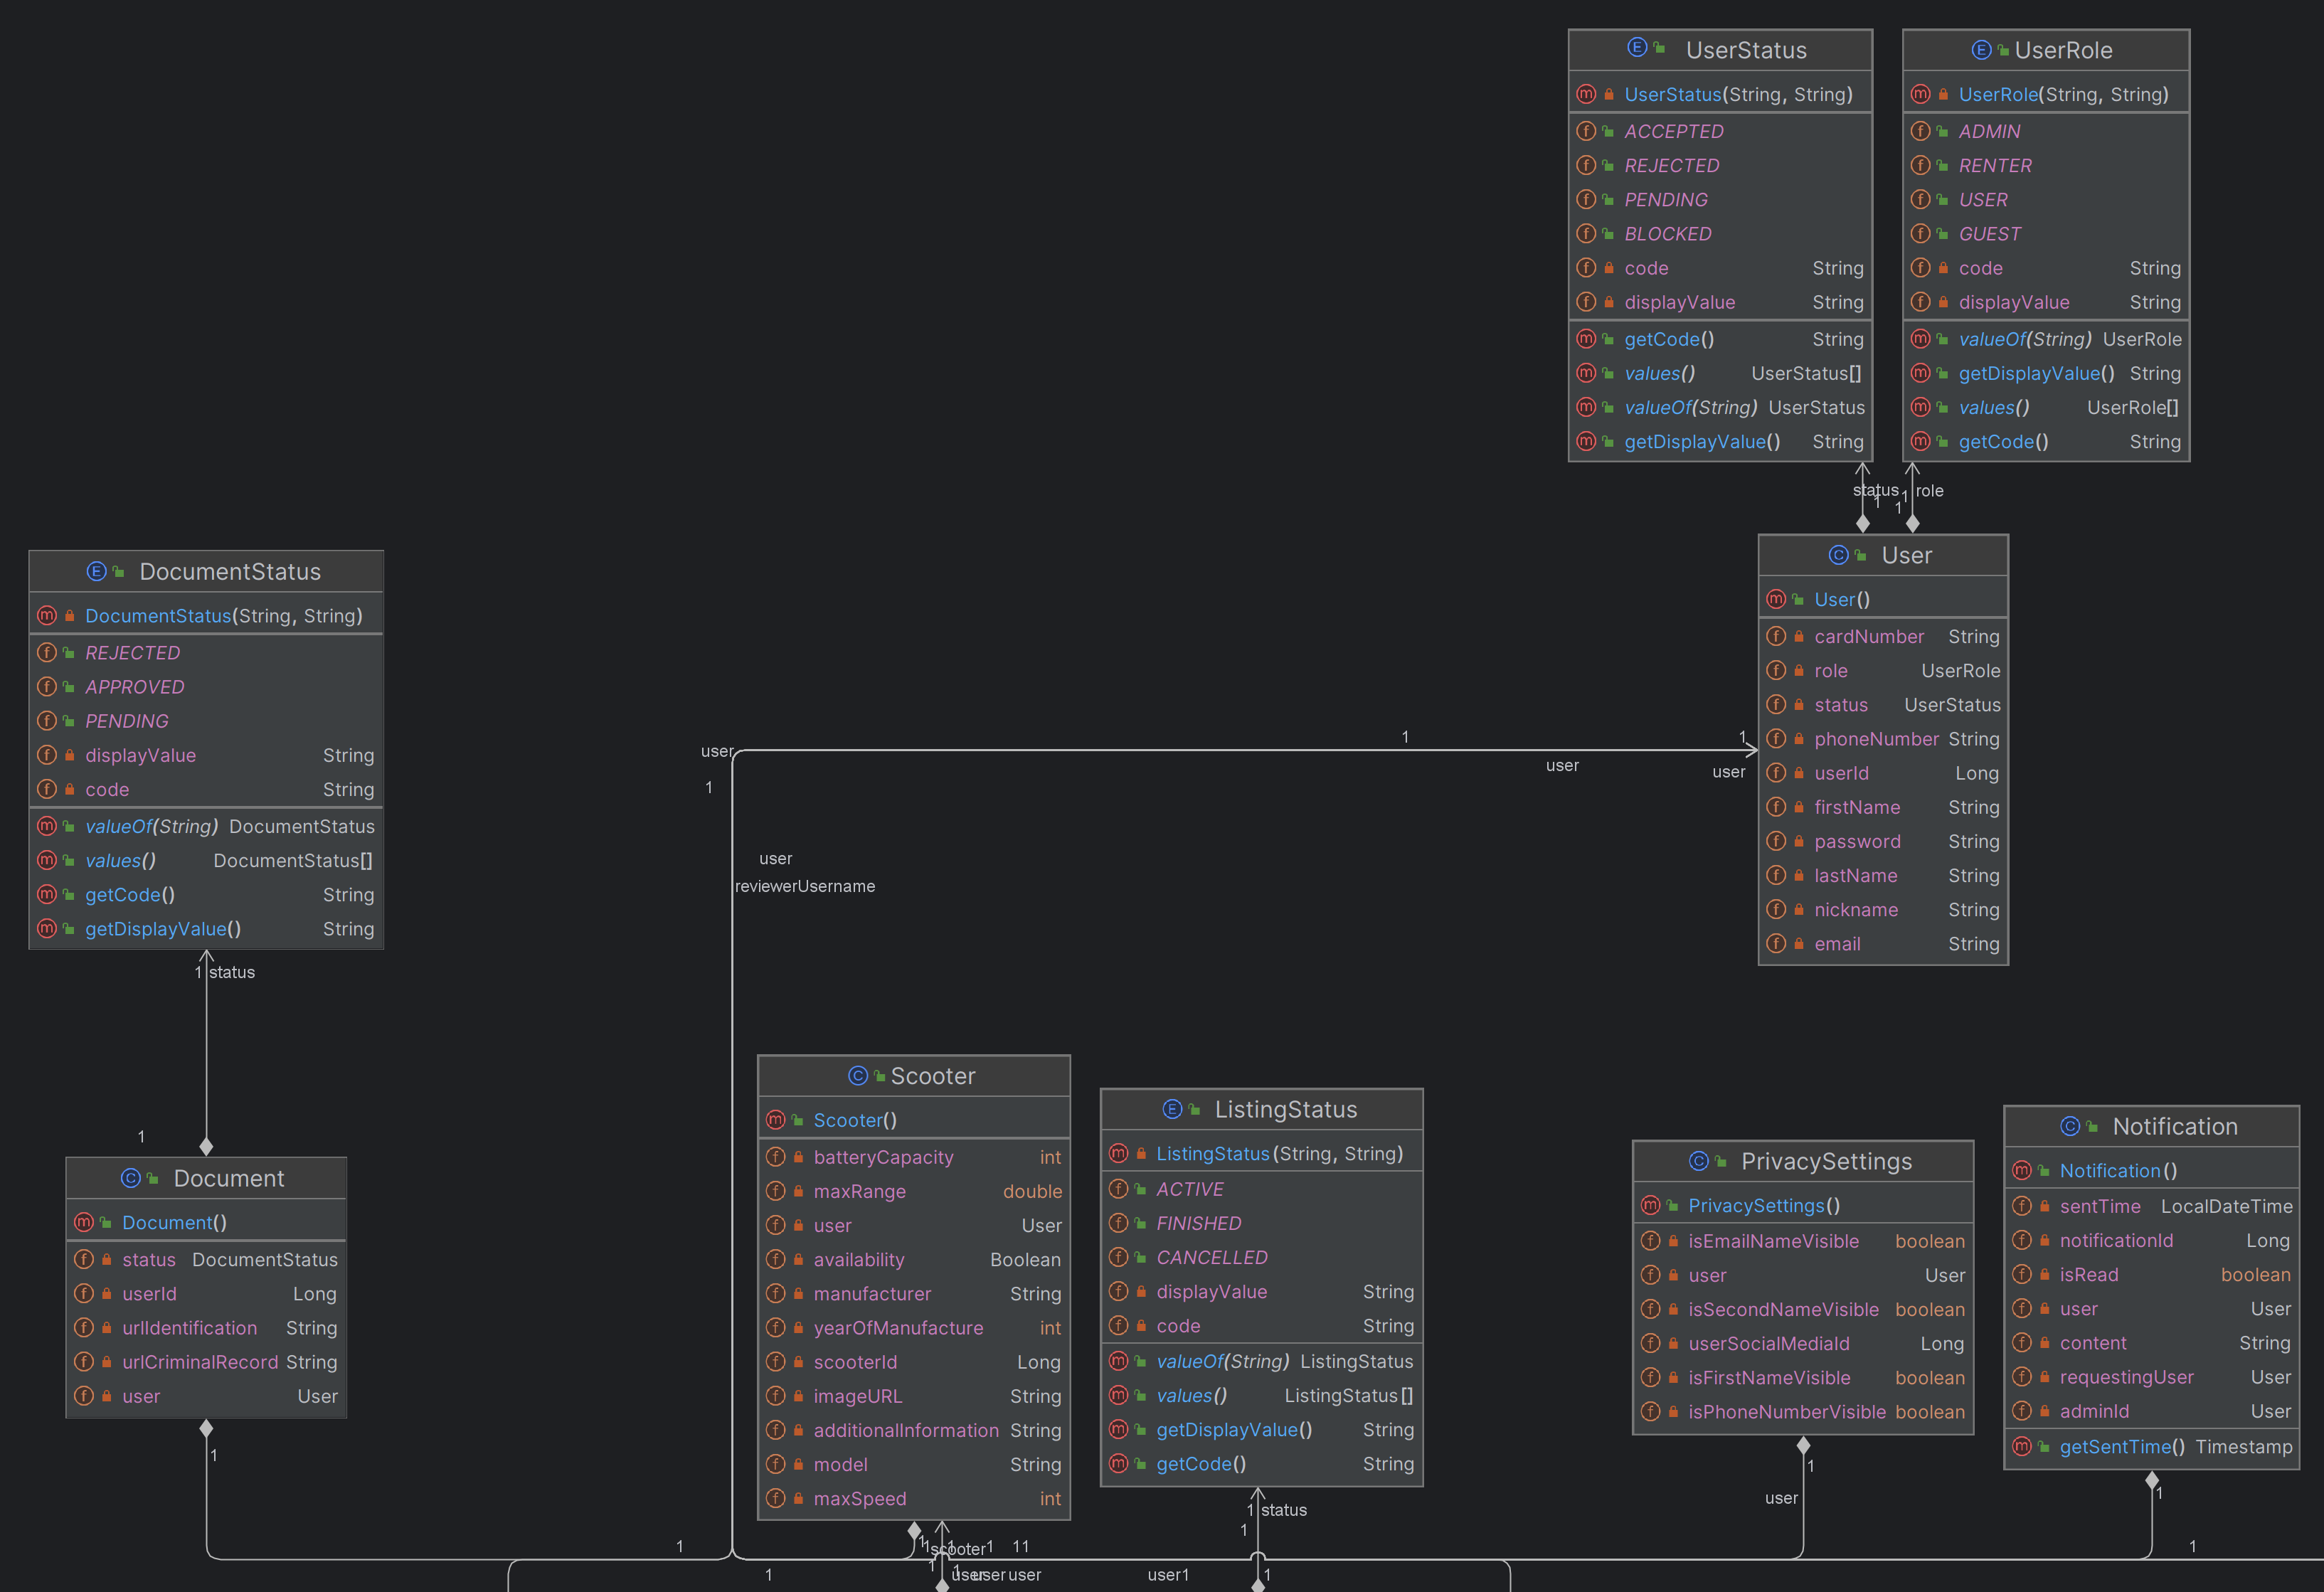 UserStatus
UserStatus(String, String)
ACCEPTED
REJECTED
PENDING
BLOCKED
code String
displayValue String
getCode() String
values() UserStatus[]
valueOf(String) UserStatus
getDisplayValue() String
UserRole
UserRole(String, String)
ADMIN
RENTER
USER
GUEST
code String
displayValue String
valueOf(String) UserRole
getDisplayValue() String
values() UserRole[]
getCode() String
status
1
1
1
role
User
User()
cardNumber String
role UserRole
status UserStatus
phoneNumber String
userId Long
firstName String
password String
lastName String
nickname String
email String
DocumentStatus
DocumentStatus(String, String)
REJECTED
APPROVED
PENDING
displayValue String
code String
valueOf(String) DocumentStatus
values() DocumentStatus[]
getCode() String
getDisplayValue() String
1 status
1
user
1
1
1
user
user
user
reviewerUsername
Document
Document()
status DocumentStatus
userId Long
urlIdentification String
urlCriminalRecord String
user User
1
Scooter
Scooter()
batteryCapacity int
maxRange double
user User
availability Boolean
manufacturer String
yearOfManufacture int
scooterId Long
imageURL String
additionalInformation String
model String
maxSpeed int
ListingStatus
ListingStatus(String, String)
ACTIVE
FINISHED
CANCELLED
displayValue String
code String
valueOf(String) ListingStatus
values() ListingStatus[]
getDisplayValue() String
getCode() String
1 status
1
PrivacySettings
PrivacySettings()
isEmailNameVisible boolean
user User
isSecondNameVisible boolean
userSocialMediaId Long
isFirstNameVisible boolean
isPhoneNumberVisible boolean
1
user
Notification
Notification()
sentTime LocalDateTime
notificationId Long
isRead boolean
user User
content String
requestingUser User
adminId User
getSentTime() Timestamp
1
1
1
scooter
1
11
1
1
user
user
user
user1
1